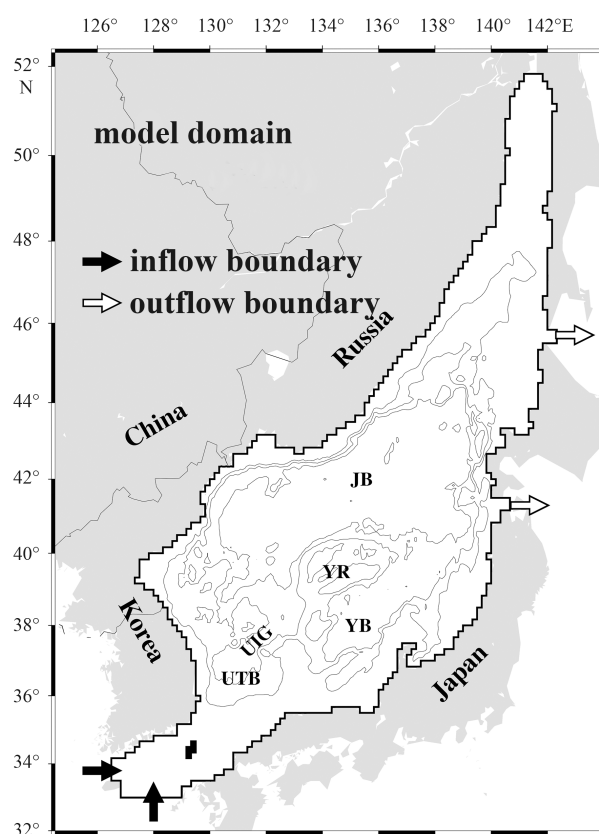 126° 128° 130° 132° 134° 136° 138° 140° 142°E
52°
N
model domain
50°
48°
inflow boundary
outflow boundary
46°
Russia
44°
China
42°
JB
40°
YR
Korea
38°
YB
UIG
UTB
Japan
36°
34°
32°